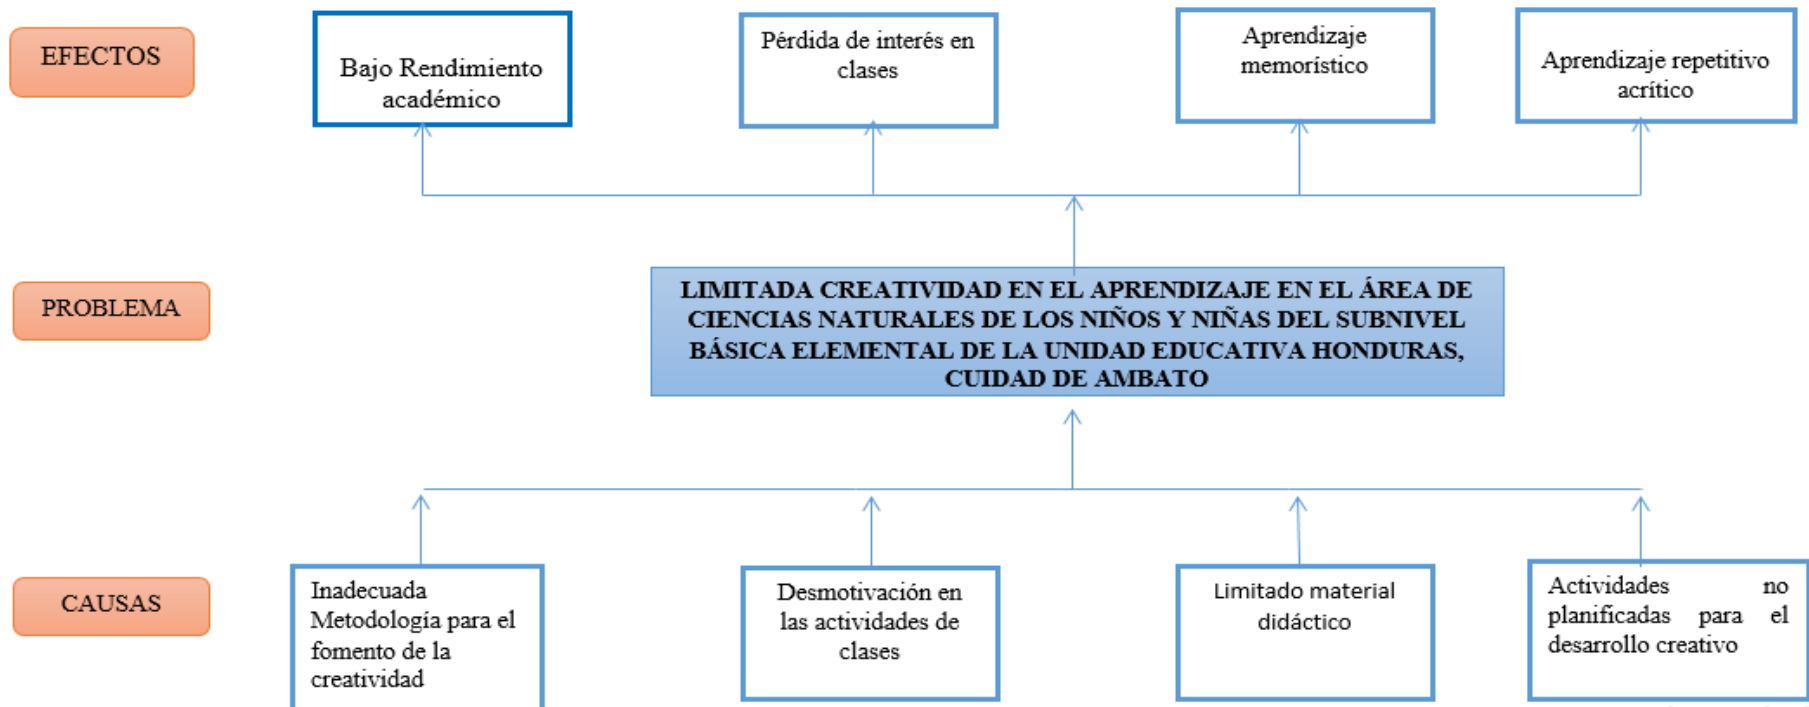 EFECTOS
Bajo Rendimiento
académico
Pérdida de interés en
clases
Aprendizaje
memorístico
Aprendizaje repetitivo
acrítico
PROBLEMA
LIMITADA CREATIVIDAD EN EL APRENDIZAJE EN EL ÁREA DE
CIENCIAS NATURALES DE LOS NIÑOS Y NIÑAS DEL SUBNIVEL
BÁSICA ELEMENTAL DE LA UNIDAD EDUCATIVA HONDURAS,
CUIDAD DE AMBATO
CAUSAS
Inadecuada
Metodología para el
fomento de la
creatividad
Desmotivación en
las actividades de
clases
Limitado material
didáctico
Actividades no
planificadas para el
desarrollo creativo